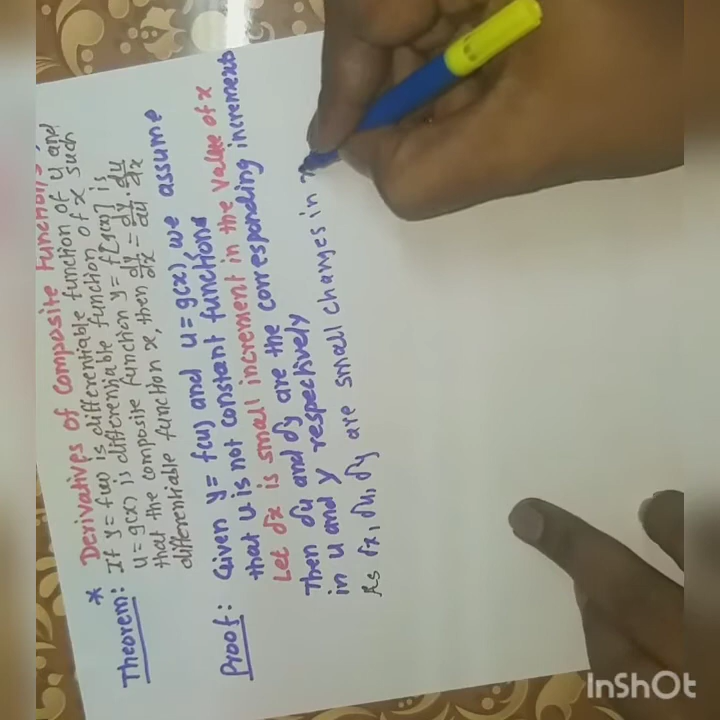 * Derivatives of Composite Functions:
Theorem: If y = f(u) is differentiable function of u and
u = g(x) is differentiable function of x such
that the composite function y = f[g(x)] is
differentiable function x, then dy/dx = dy/du · du/dx
Proof: Given y = f(u) and u = g(x), we assume
that u is not constant function
Let δx is small increment in the value of x
Then δu and δy are the corresponding increments
in u and y respectively
As δx, δu, δy are small changes in x
InShOt